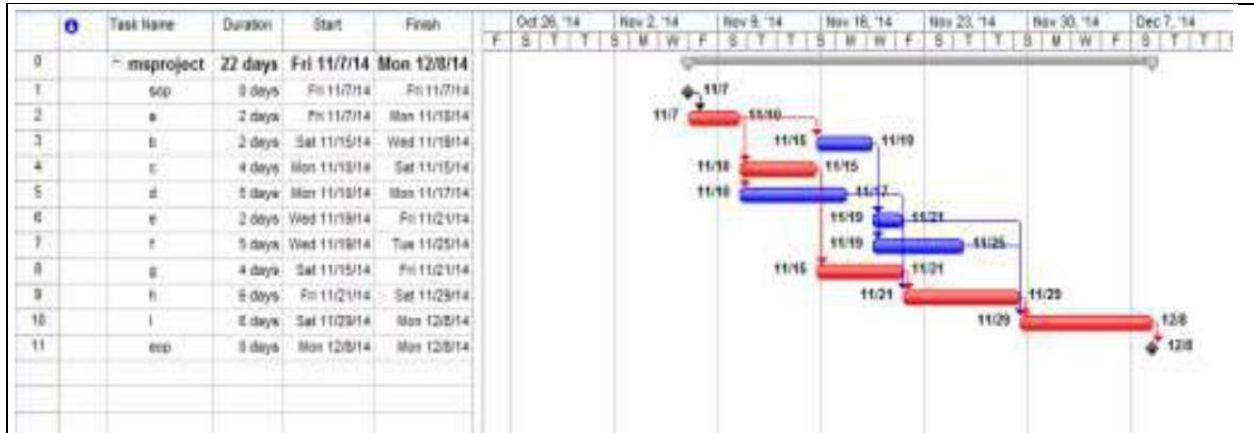 Task Name Duration Start Finish
Oct 26, '14 Nov 2, '14 Nov 9, '14 Nov 16, '14 Nov 23, '14 Nov 30, '14 Dec 7, '14
F S T T S M W F S T T S M W F S T T S M W F S T T
0 msproject 22 days Fri 11/7/14 Mon 12/8/14
1 sop 0 days Fri 11/7/14 Fri 11/7/14 11/7
2 a 2 days Fri 11/7/14 Mon 11/10/14 11/7 11/10
3 b 2 days Sat 11/15/14 Wed 11/19/14 11/15 11/19
4 c 4 days Mon 11/10/14 Sat 11/15/14 11/10 11/15
5 d 5 days Mon 11/10/14 Mon 11/17/14 11/10 11/17
6 e 2 days Wed 11/19/14 Fri 11/21/14 11/19 11/21
7 f 5 days Wed 11/19/14 Tue 11/25/14 11/19 11/25
8 g 4 days Sat 11/15/14 Fri 11/21/14 11/15 11/21
9 h 6 days Fri 11/21/14 Sat 11/29/14 11/21 11/29
10 i 6 days Sat 11/29/14 Mon 12/8/14 11/29 12/8
11 eop 0 days Mon 12/8/14 Mon 12/8/14 12/8